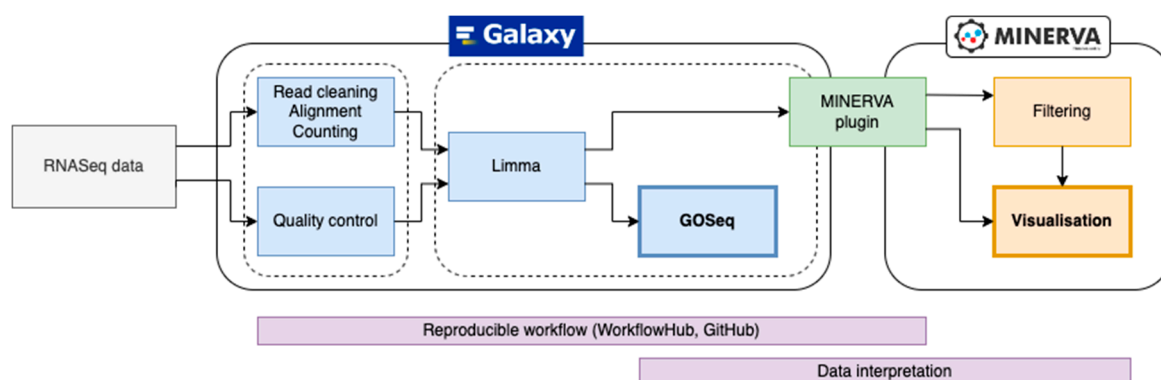 Galaxy
MINERVA
Read cleaning
Alignment
Counting
MINERVA
plugin
Filtering
RNASeq data
Limma
Quality control
GOSeq
Visualisation
Reproducible workflow (WorkflowHub, GitHub)
Data interpretation